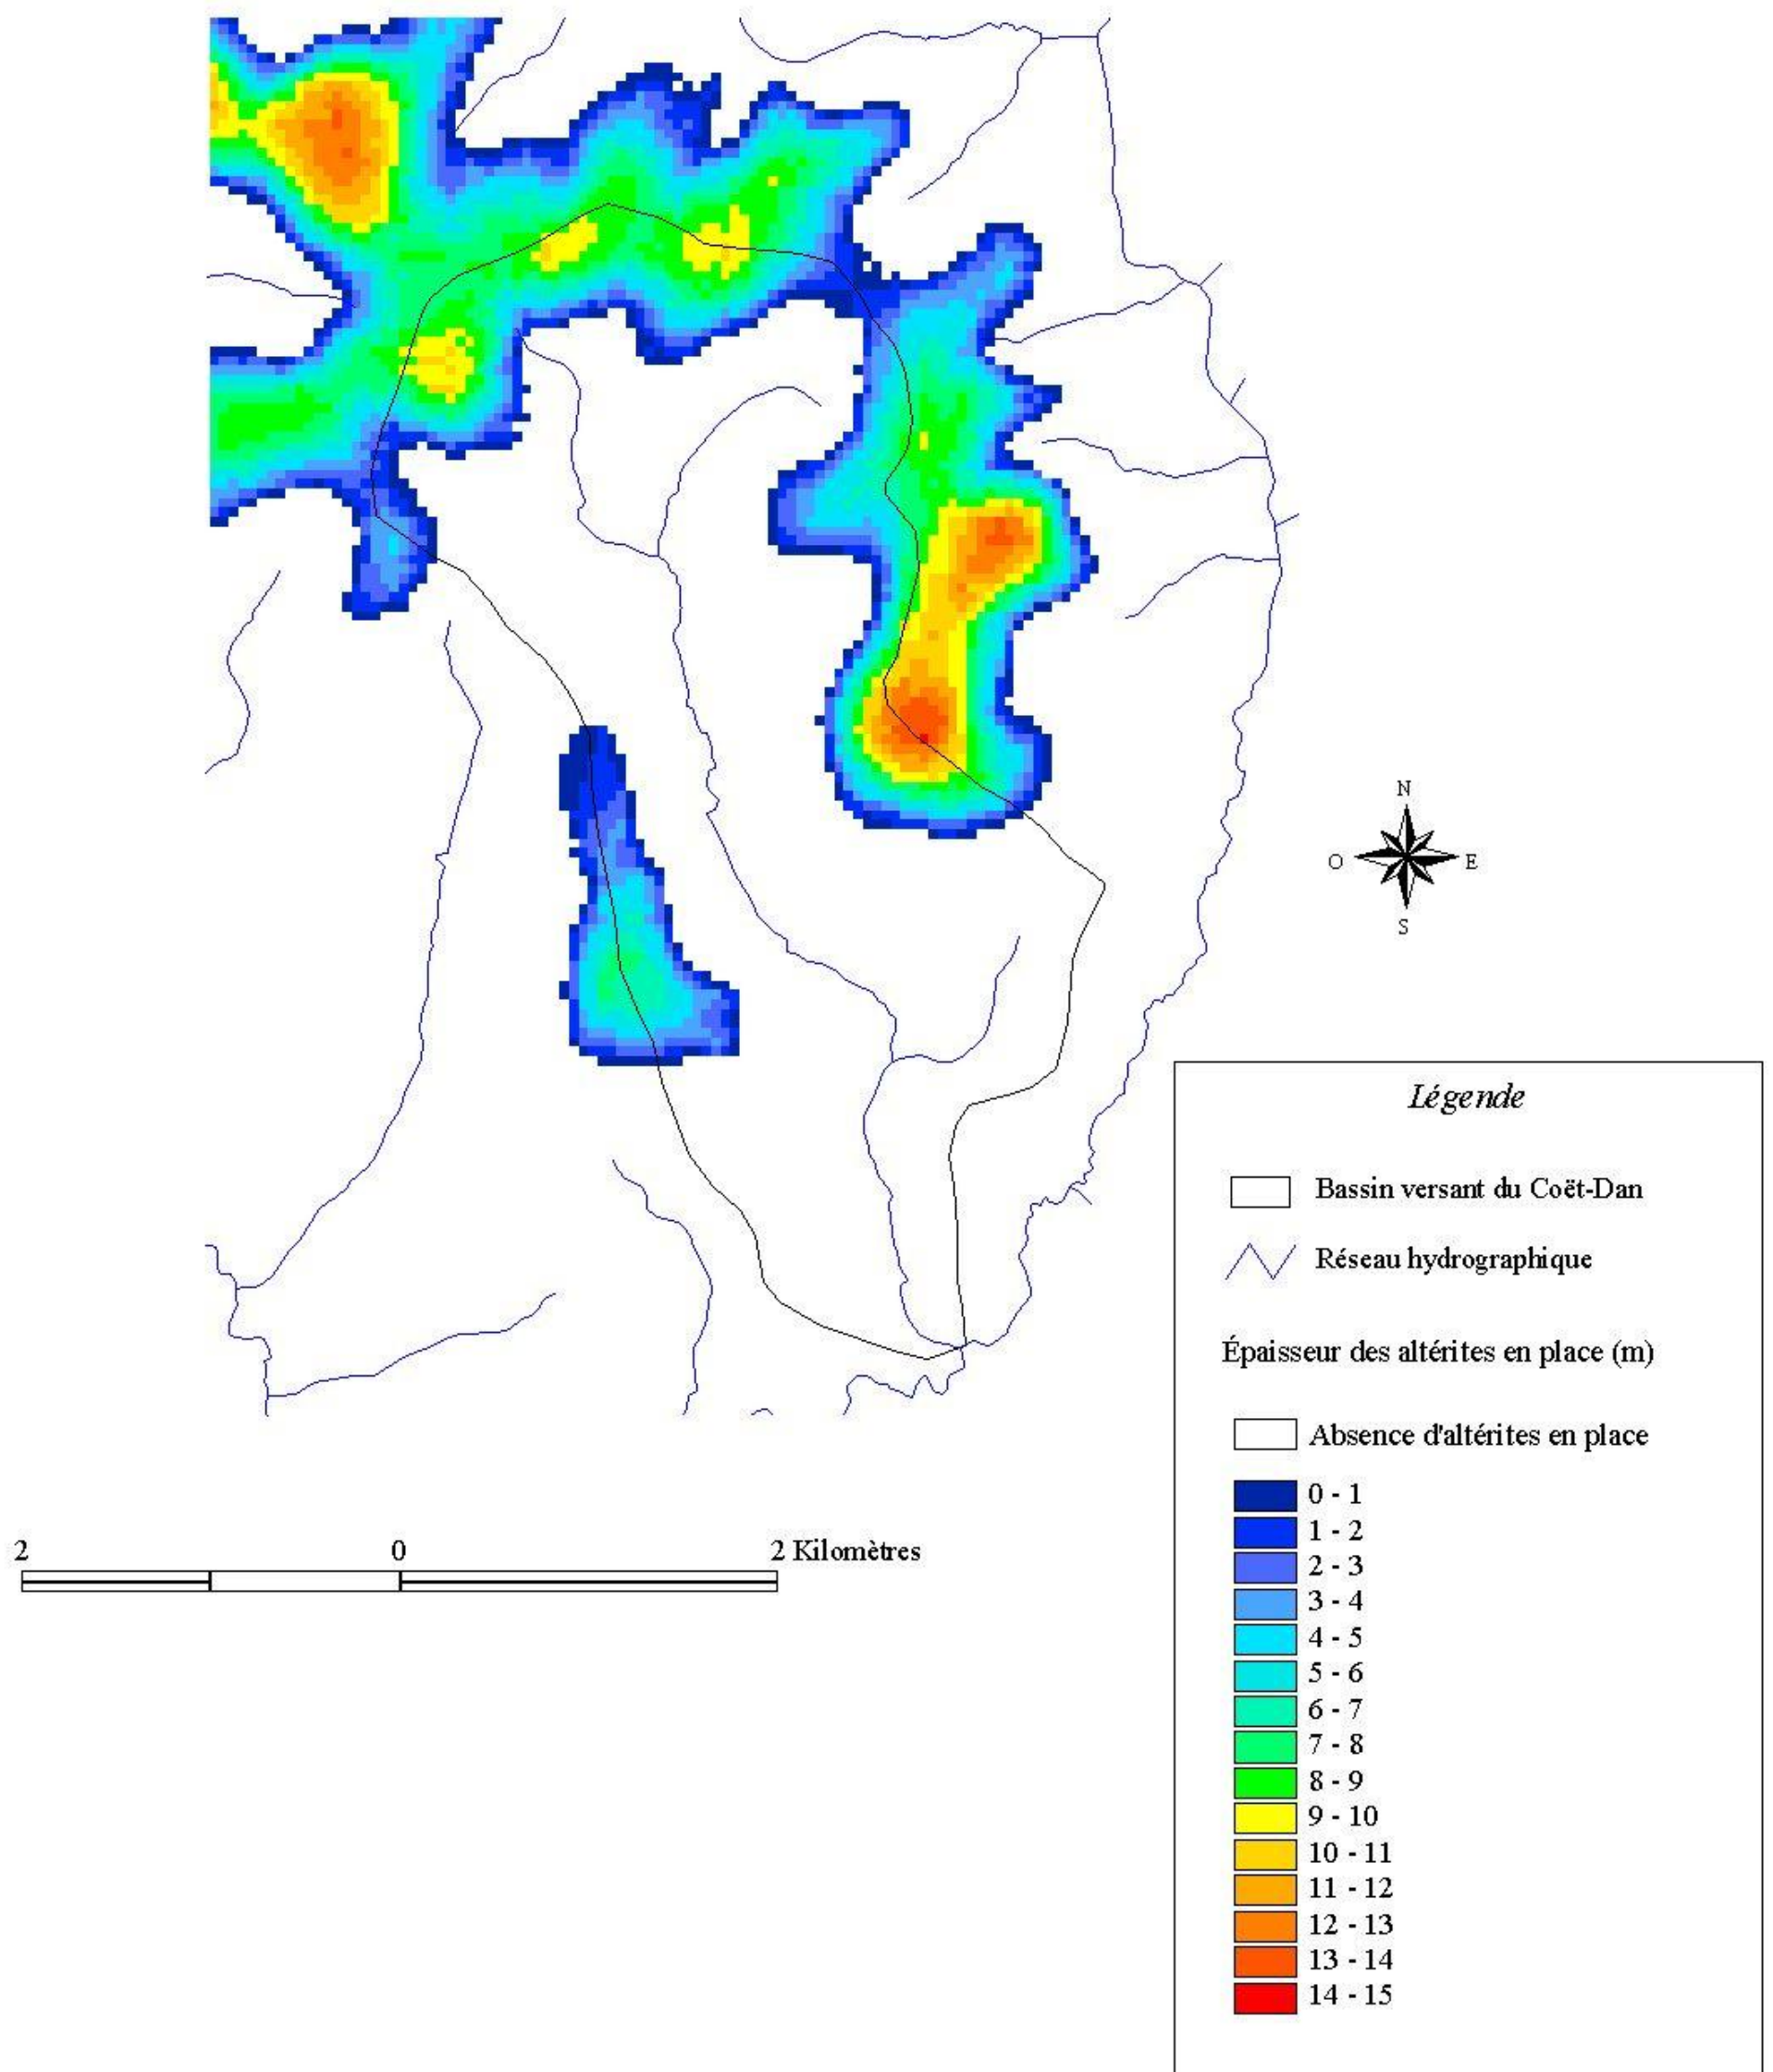 N
O E
S
Légende
Bassin versant du Coët-Dan
Réseau hydrographique
Épaisseur des altérites en place (m)
Absence d'altérites en place
0 - 1
1 - 2
2 - 3
3 - 4
4 - 5
5 - 6
6 - 7
7 - 8
8 - 9
9 - 10
10 - 11
11 - 12
12 - 13
13 - 14
14 - 15
2 0 2 Kilomètres